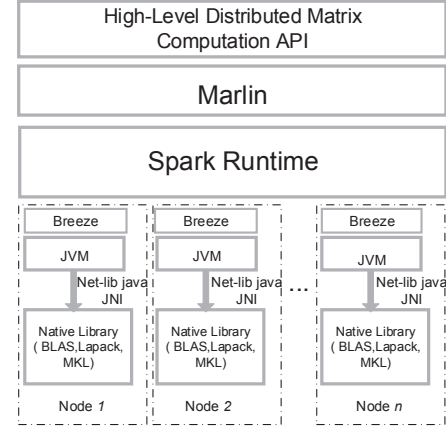 High-Level Distributed Matrix
Computation API
Marlin
Spark Runtime
Breeze
JVM
Net-lib java
JNI
Native Library
( BLAS,Lapack,
MKL)
Node 1
Breeze
JVM
Net-lib java
JNI
Native Library
( BLAS,Lapack,
MKL)
Node 2
...
Breeze
JVM
Net-lib java
JNI
Native Library
( BLAS,Lapack,
MKL)
Node n